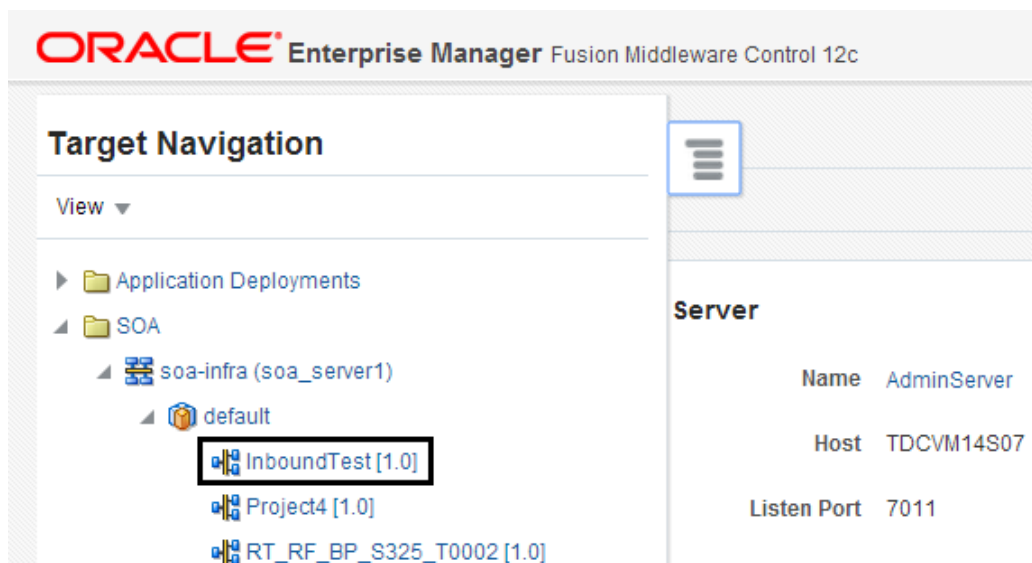 ORACLE Enterprise Manager Fusion Middleware Control 12c
Target Navigation
View
Application Deployments
SOA
soa-infra (soa_server1)
default
InboundTest [1.0]
Project4 [1.0]
RT_RF_BP_S325_T0002 [1.0]
Server
Name AdminServer
Host TDCVM14S07
Listen Port 7011